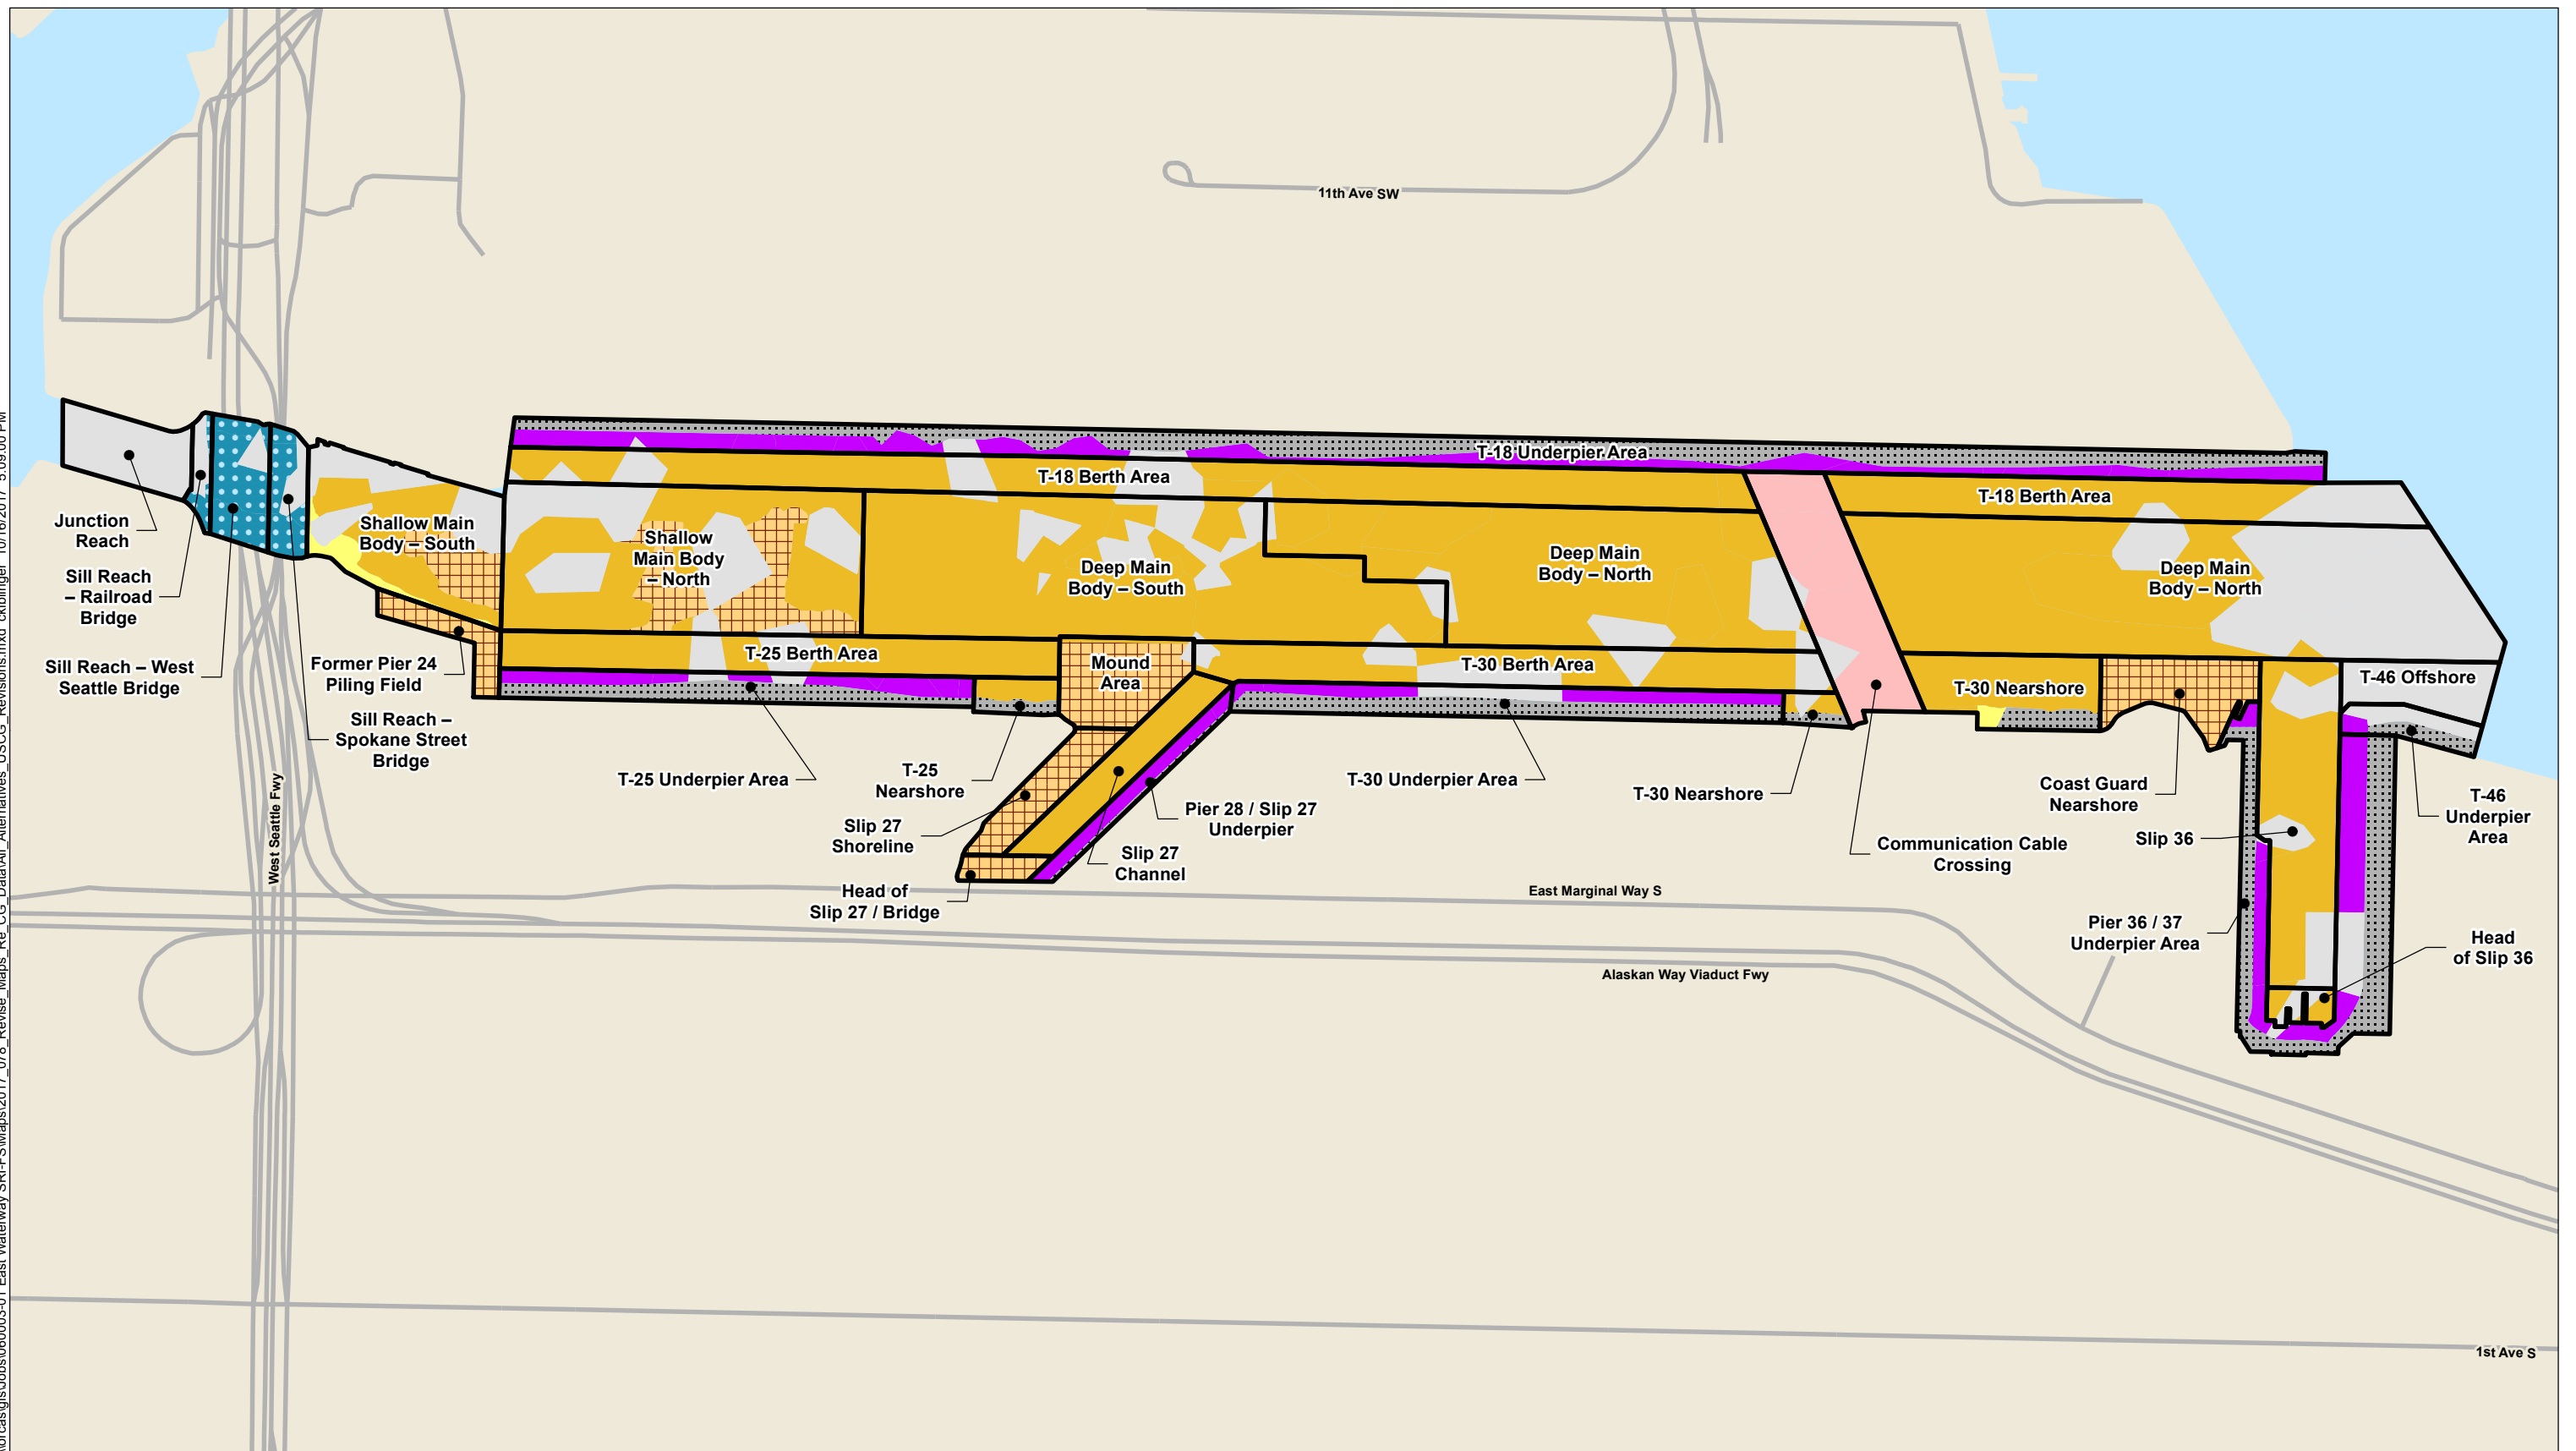 11th Ave SW
T-18 Underpier Area
T-18 Berth Area
T-18 Berth Area
Junction
Reach
Shallow Main
Body – South
Shallow
Main Body
– North
Deep Main
Body – South
Deep Main
Body – North
Deep Main
Body – North
Sill Reach
– Railroad
Bridge
Sill Reach – West
Seattle Bridge
Former Pier 24
Piling Field
Sill Reach –
Spokane Street
Bridge
T-25 Berth Area
Mound
Area
T-30 Berth Area
T-30 Nearshore
T-46 Offshore
T-25 Underpier Area
T-25
Nearshore
T-30 Underpier Area
T-30 Nearshore
Coast Guard
Nearshore
T-46
Underpier
Area
Slip 27
Shoreline
Pier 28 / Slip 27
Underpier
Slip 27
Channel
Communication Cable
Crossing
Slip 36
Head of
Slip 27 / Bridge
Pier 36 / 37
Underpier Area
Head
of Slip 36
West Seattle Fwy
East Marginal Way S
Alaskan Way Viaduct Fwy
1st Ave S